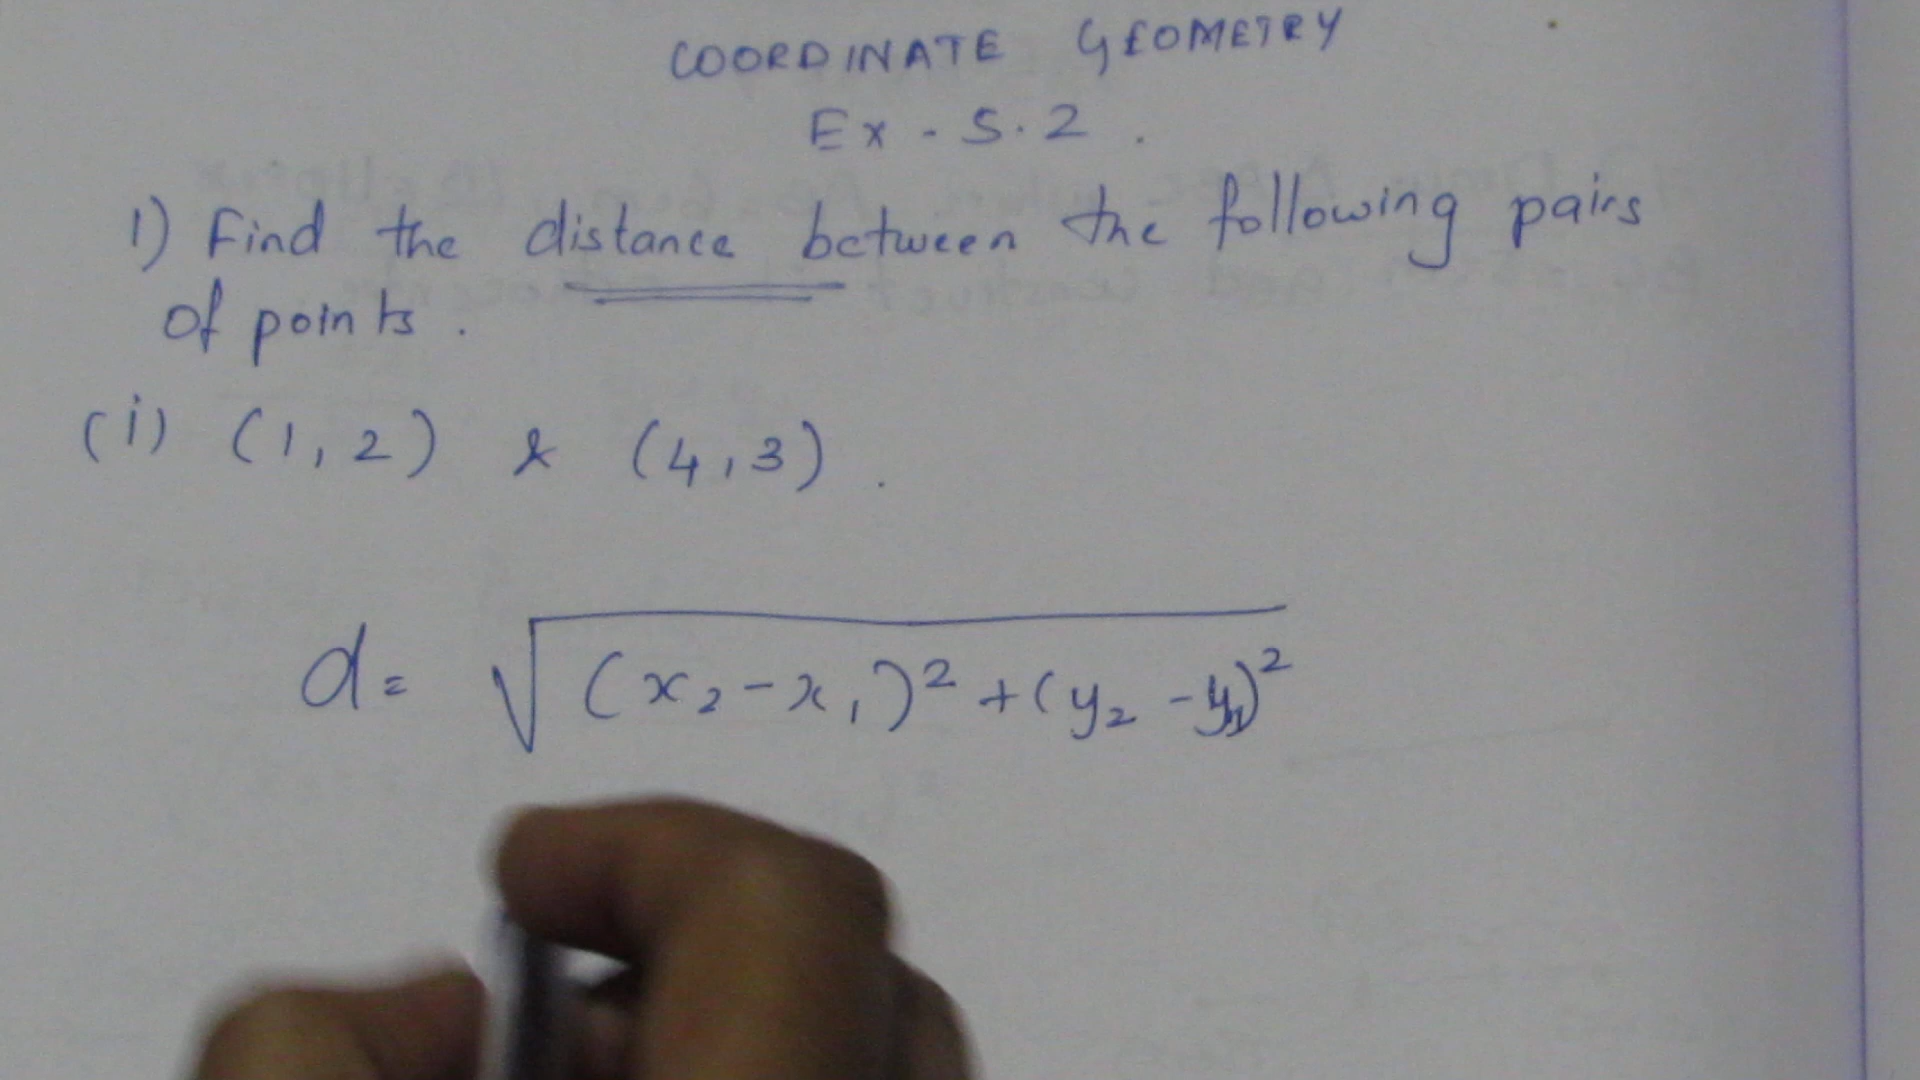 COORDINATE GEOMETRY
Ex - 5.2.
1) Find the distance between the following pairs
of points.
(i) (1,2) & (4,3).
d = √(x₂-x₁)² + (y₂-y₁)²